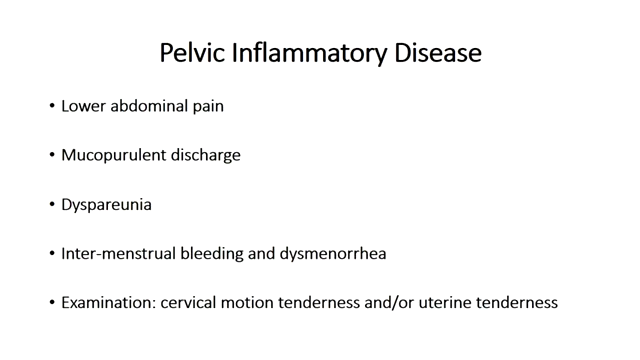 Pelvic Inflammatory Disease
• Lower abdominal pain
• Mucopurulent discharge
• Dyspareunia
• Inter-menstrual bleeding and dysmenorrhea
• Examination: cervical motion tenderness and/or uterine tenderness